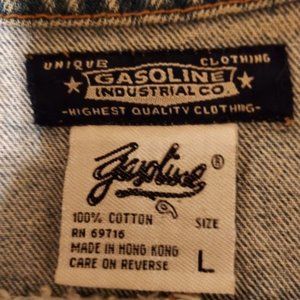 UNIQUE CLOTHING
GASOLINE
INDUSTRIAL CO.
-HIGHEST QUALITY CLOTHING-
Gasoline ®
100% COTTON SIZE
RN 69716
MADE IN HONG KONG L
CARE ON REVERSE